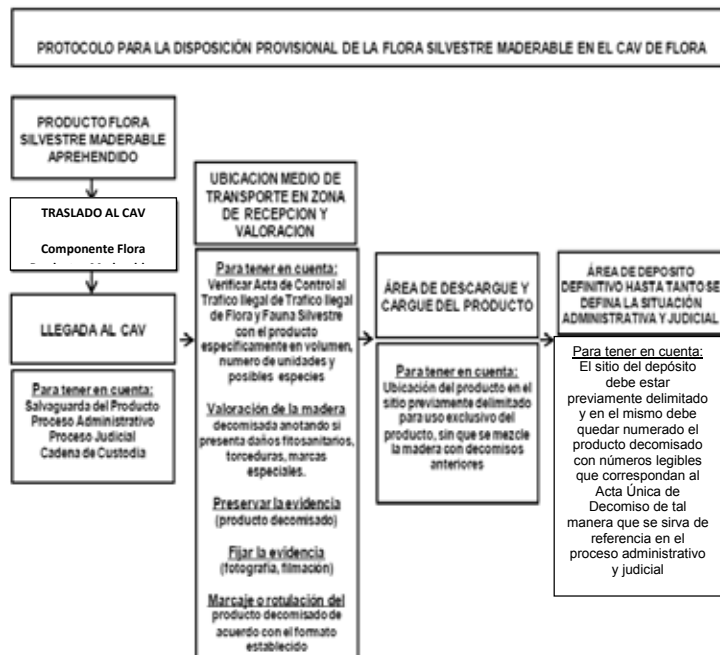 PROTOCOLO PARA LA DISPOSICIÓN PROVISIONAL DE LA FLORA SILVESTRE MADERABLE EN EL CAV DE FLORA
PRODUCTO FLORA
SILVESTRE MADERABLE
APREHENDIDO
TRASLADO AL CAV
Componente Flora
LLEGADA AL CAV
Para tener en cuenta:
Salvaguarda del Producto
Proceso Administrativo
Proceso Judicial
Cadena de Custodia
UBICACION MEDIO DE
TRANSPORTE EN ZONA
DE RECEPCION Y
VALORACION
Para tener en cuenta:
Verificar Acta de Control al
Trafico Ilegal de Trafico Ilegal
de Flora y Fauna Silvestre
con el producto
específicamente en volumen,
numero de unidades y
posibles especies
Valoración de la madera
decomisada anotando si
presenta daños fitosanitarios,
torceduras, marcas
especiales.
Preservar la evidencia
(producto decomisado)
Fijar la evidencia
(fotografía, filmación)
Marcaje o rotulación del
producto decomisado de
acuerdo con el formato
establecido
ÁREA DE DESCARGUE Y
CARGUE DEL PRODUCTO
Para tener en cuenta:
Ubicación del producto en el
sitio previamente delimitado
para uso exclusivo del
producto, sin que se mezcle
la madera con decomisos
anteriores
ÁREA DE DEPOSITO
DEFINITIVO HASTA TANTO SE
DEFINA LA SITUACIÓN
ADMINISTRATIVA Y JUDICIAL
Para tener en cuenta:
El sitio del depósito
debe estar
previamente delimitado
y en el mismo debe
quedar numerado el
producto decomisado
con números legibles
que correspondan al
Acta Única de
Decomiso de tal
manera que se sirva de
referencia en el
proceso administrativo
y judicial